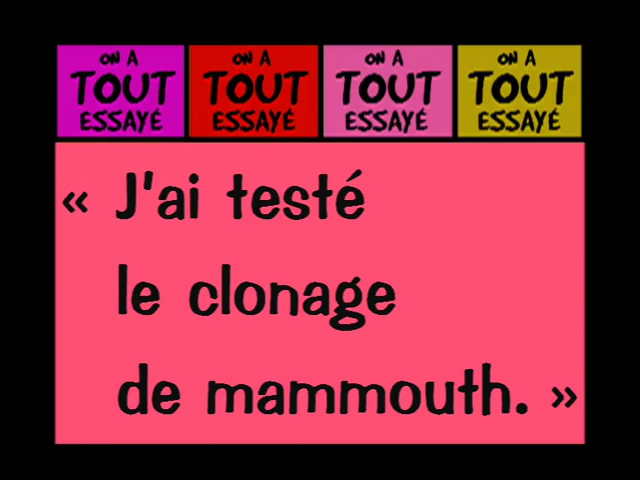 ON A TOUT ESSAYÉ
ON A TOUT ESSAYÉ
ON A TOUT ESSAYÉ
ON A TOUT ESSAYÉ
« J'ai testé
le clonage
de mammouth. »